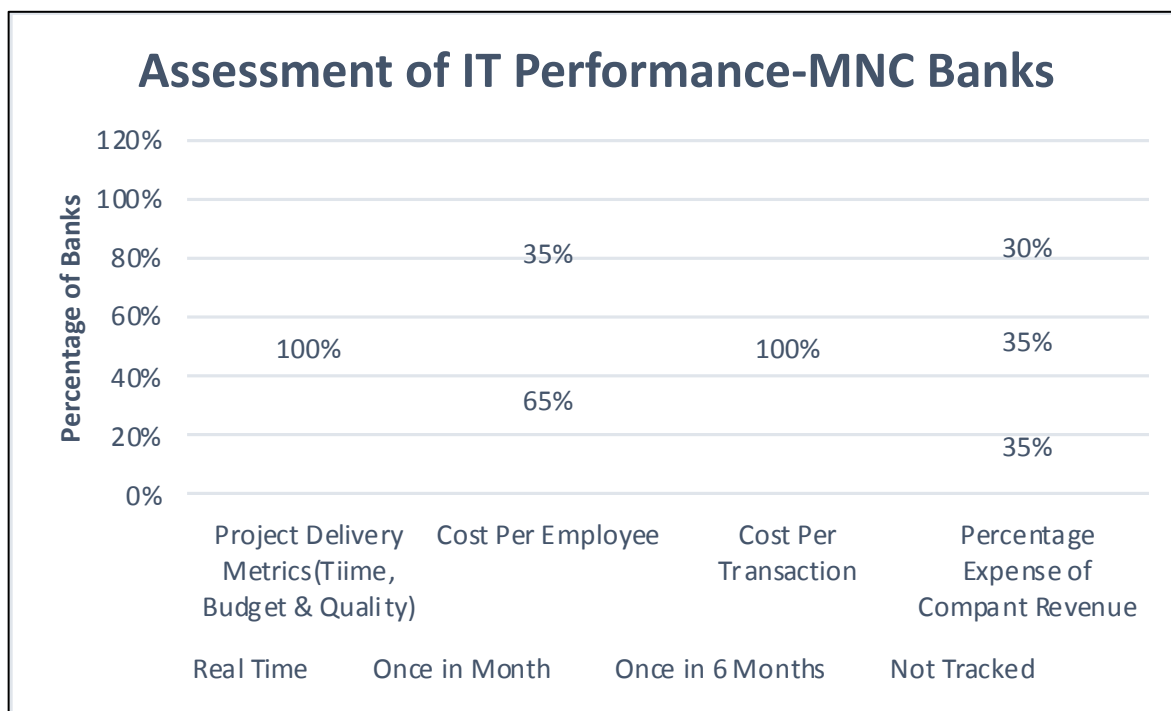 Assessment of IT Performance-MNC Banks
Percentage of Banks
120%
100%
80%
60%
40%
20%
0%
35%
30%
100%
100%
35%
65%
35%
Project Delivery
Metrics(Tiime,
Budget & Quality)
Cost Per Employee
Cost Per
Transaction
Percentage
Expense of
Compant Revenue
Real Time
Once in Month
Once in 6 Months
Not Tracked